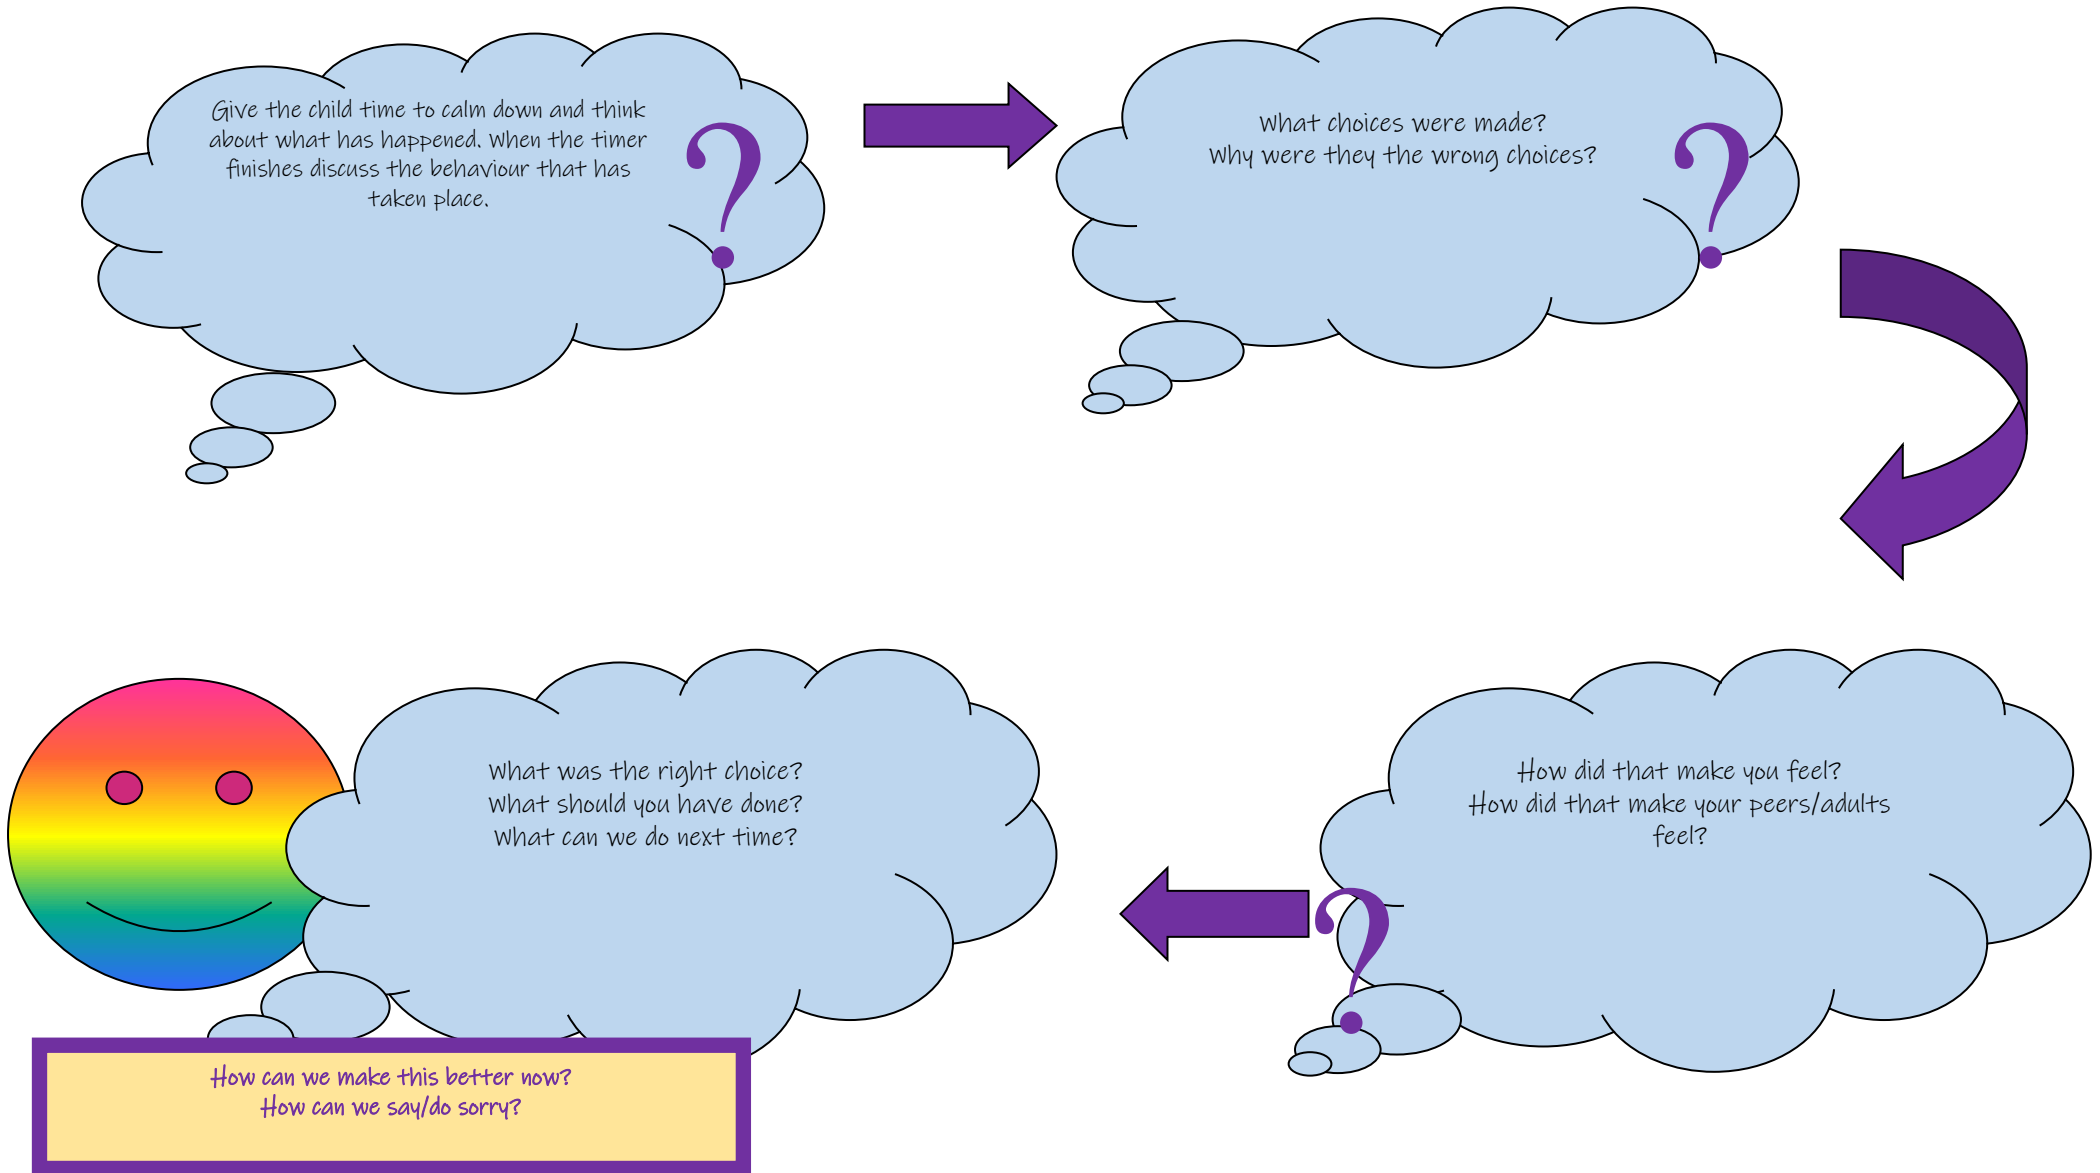 Give the child time to calm down and think
about what has happened. When the timer
finishes discuss the behaviour that has
taken place.
?
What choices were made?
Why were they the wrong choices?
?
How did that make you feel?
How did that make your peers/adults
feel?
?
What was the right choice?
What should you have done?
What can we do next time?
How can we make this better now?
How can we say/do sorry?